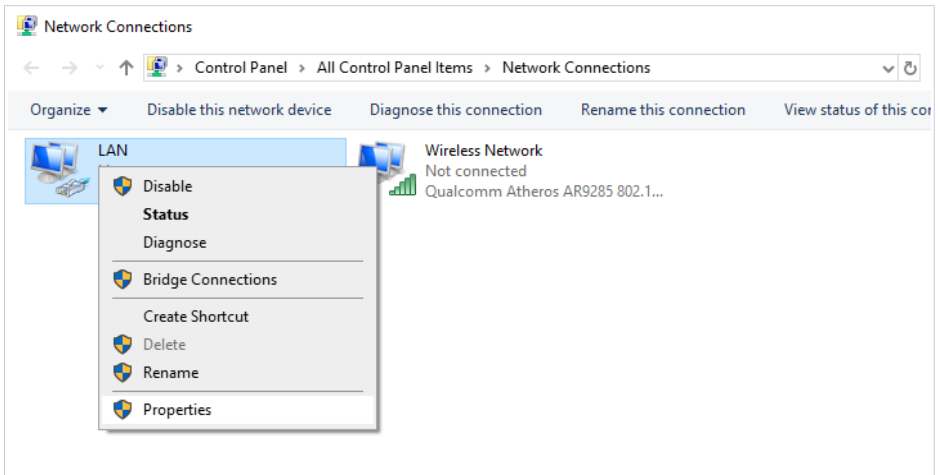 Network Connections
Control Panel > All Control Panel Items > Network Connections
Organize Disable this network device Diagnose this connection Rename this connection View status of this
LAN
Wireless Network
Not connected
Qualcomm Atheros AR9285 802.1...
Disable
Status
Diagnose
Bridge Connections
Create Shortcut
Delete
Rename
Properties